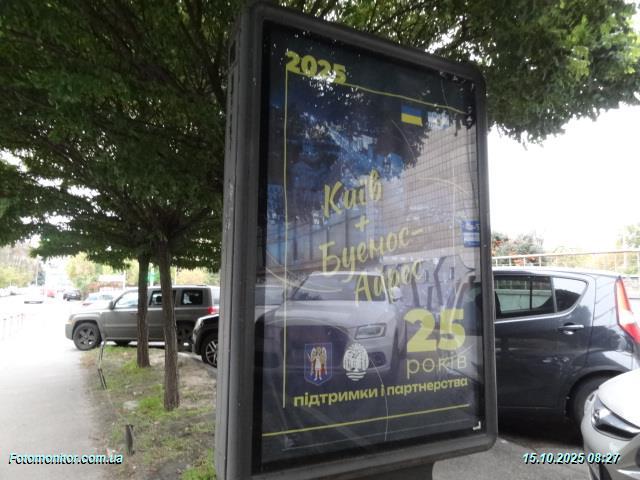 2025
Київ
+
Буенос-
Айрес
25
років
підтримки і партнерства
Fotomonitor.com.ua
15.10.2025 08:27